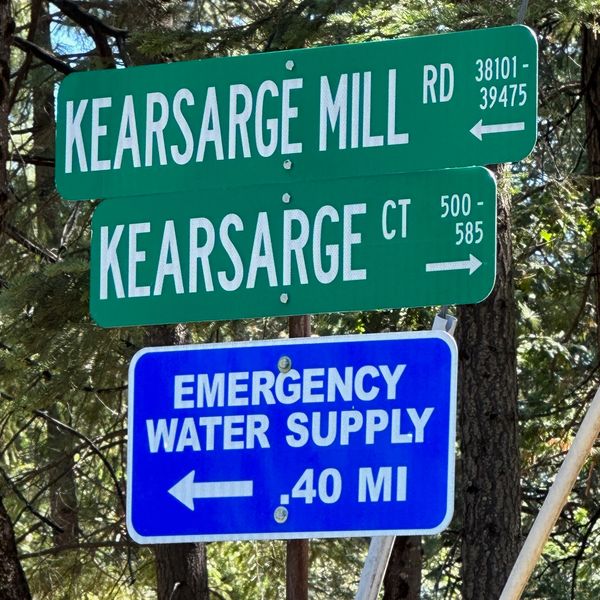 KEARSARGE MILL RD 38101-
39475
←
KEARSARGE CT 500-
585
→
EMERGENCY
WATER SUPPLY
← .40 MI